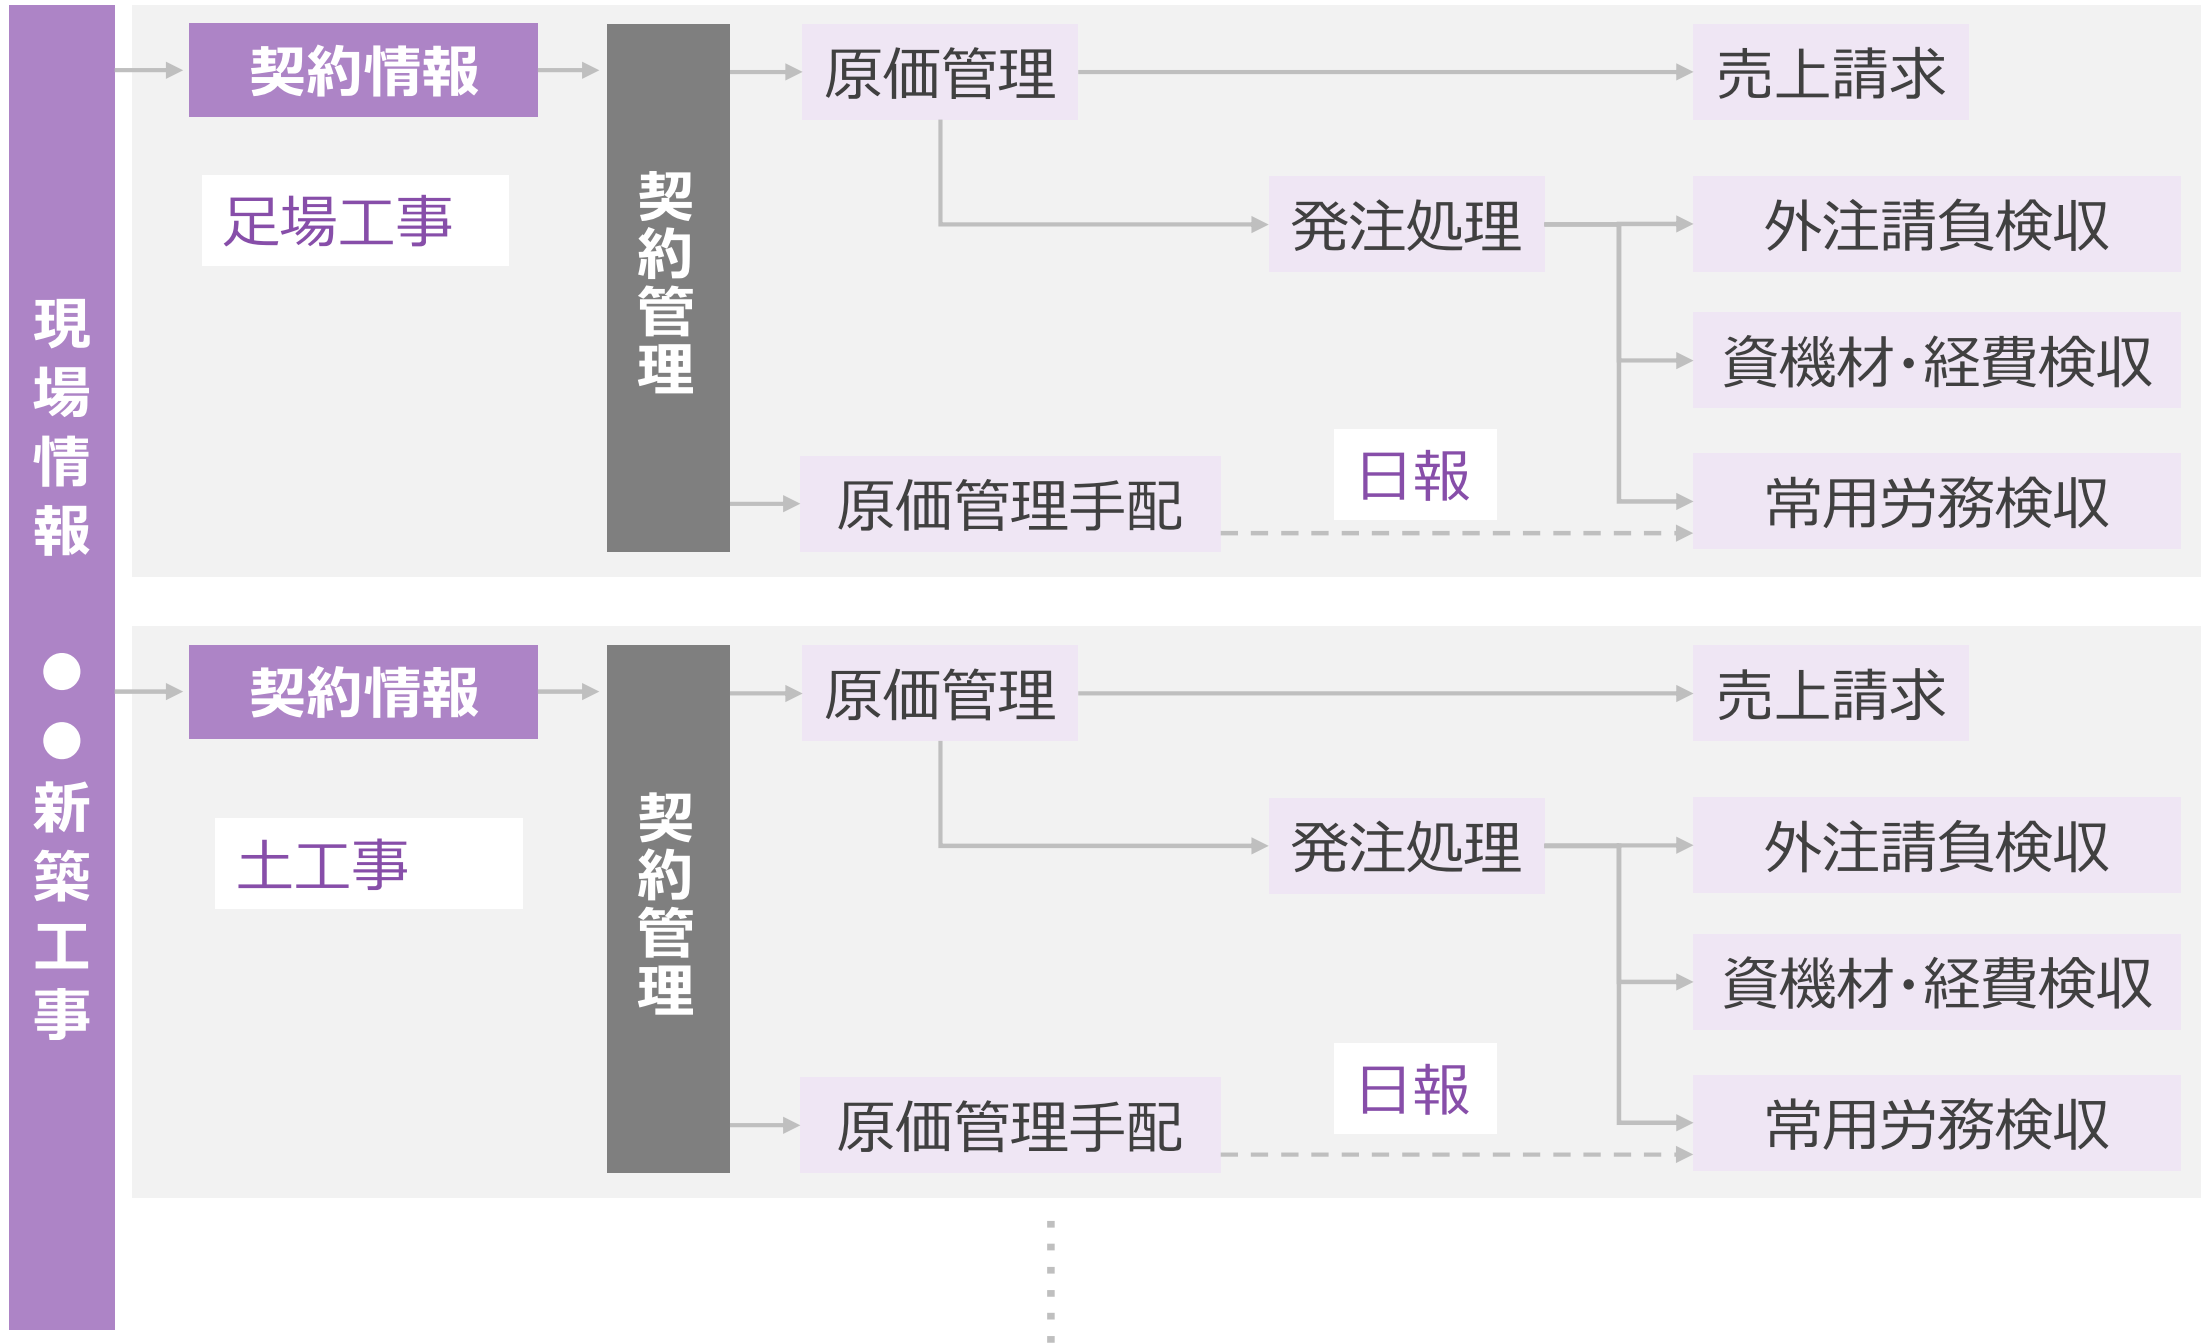 現場情報 ●●新築工事
契約情報
足場工事
契約管理
原価管理
売上請求
発注処理
外注請負検収
資機材・経費検収
日報
原価管理手配
常用労務検収
契約情報
土工事
契約管理
原価管理
売上請求
発注処理
外注請負検収
資機材・経費検収
日報
原価管理手配
常用労務検収